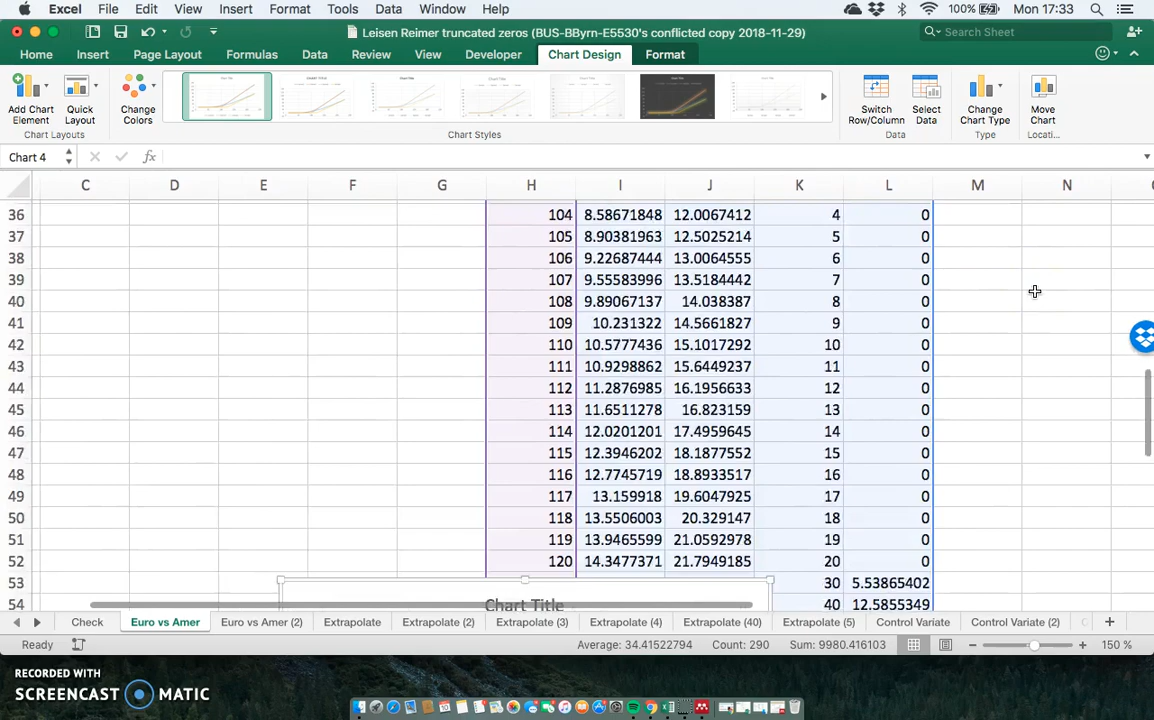 Excel File Edit View Insert Format Tools Data Window Help 100% Mon 17:33
Leisen Reimer truncated zeros (BUS-BByrn-E5530's conflicted copy 2018-11-29) Search Sheet
Home Insert Page Layout Formulas Data Review View Developer Chart Design Format
Add Chart Element Quick Layout Change Colors Switch Row/Column Select Data Change Chart Type Move Chart
Chart Layouts Chart Styles Data Type Locati...
Chart 4 fx
C D E F G H I J K L M N
36 104 8.58671848 12.0067412 4 0
37 105 8.90381963 12.5025214 5 0
38 106 9.22687444 13.0064555 6 0
39 107 9.55583996 13.5184442 7 0
40 108 9.89067137 14.038387 8 0
41 109 10.231322 14.5661827 9 0
42 110 10.5777436 15.1017292 10 0
43 111 10.9298862 15.6449237 11 0
44 112 11.2876985 16.1956633 12 0
45 113 11.6511278 16.823159 13 0
46 114 12.0201201 17.4959645 14 0
47 115 12.3946202 18.1877552 15 0
48 116 12.7745719 18.8933517 16 0
49 117 13.159918 19.6047925 17 0
50 118 13.5506003 20.329147 18 0
51 119 13.9465599 21.0592978 19 0
52 120 14.3477371 21.7949185 20 0
53 30 5.53865402
54 Chart Title 40 12.5855349
Check Euro vs Amer Euro vs Amer (2) Extrapolate Extrapolate (2) Extrapolate (3) Extrapolate (4) Extrapolate (40) Extrapolate (5) Control Variate Control Variate (2)
Ready Average: 34.41522794 Count: 290 Sum: 9980.416103 150 %
RECORDED WITH
SCREENCAST MATIC